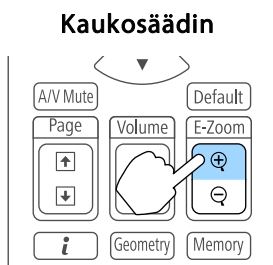 Kaukosäädin
A/V Mute Default
Page Volume E-Zoom
i Geometry Memory